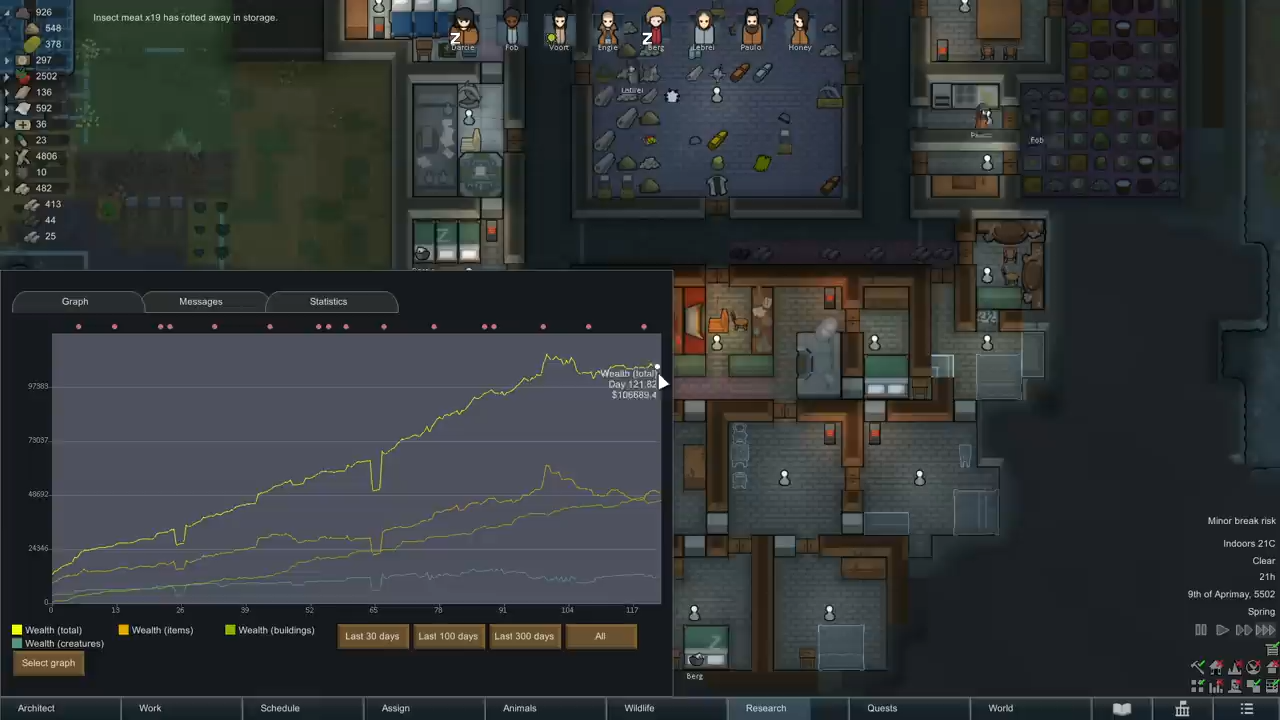 926
Insect meat x19 has rotted away in storage.
548
378
297
2502
136
592
36
23
4806
10
482
413
44
25
Z Darcie
Fob
Voort
Engie
Z Berg
Lebrei
Paulo
Honey
Fob
Graph
Messages
Statistics
97383
73037
48692
24346
0
Wealth (total)
Day 121.82
$106689.4
0
13
26
39
52
65
78
91
104
117
Wealth (total)
Wealth (items)
Wealth (buildings)
Wealth (creatures)
Last 30 days
Last 100 days
Last 300 days
All
Select graph
Berg
Minor break risk
Indoors 21C
Clear
21h
9th of Aprimay, 5502
Spring
Architect
Work
Schedule
Assign
Animals
Wildlife
Research
Quests
World